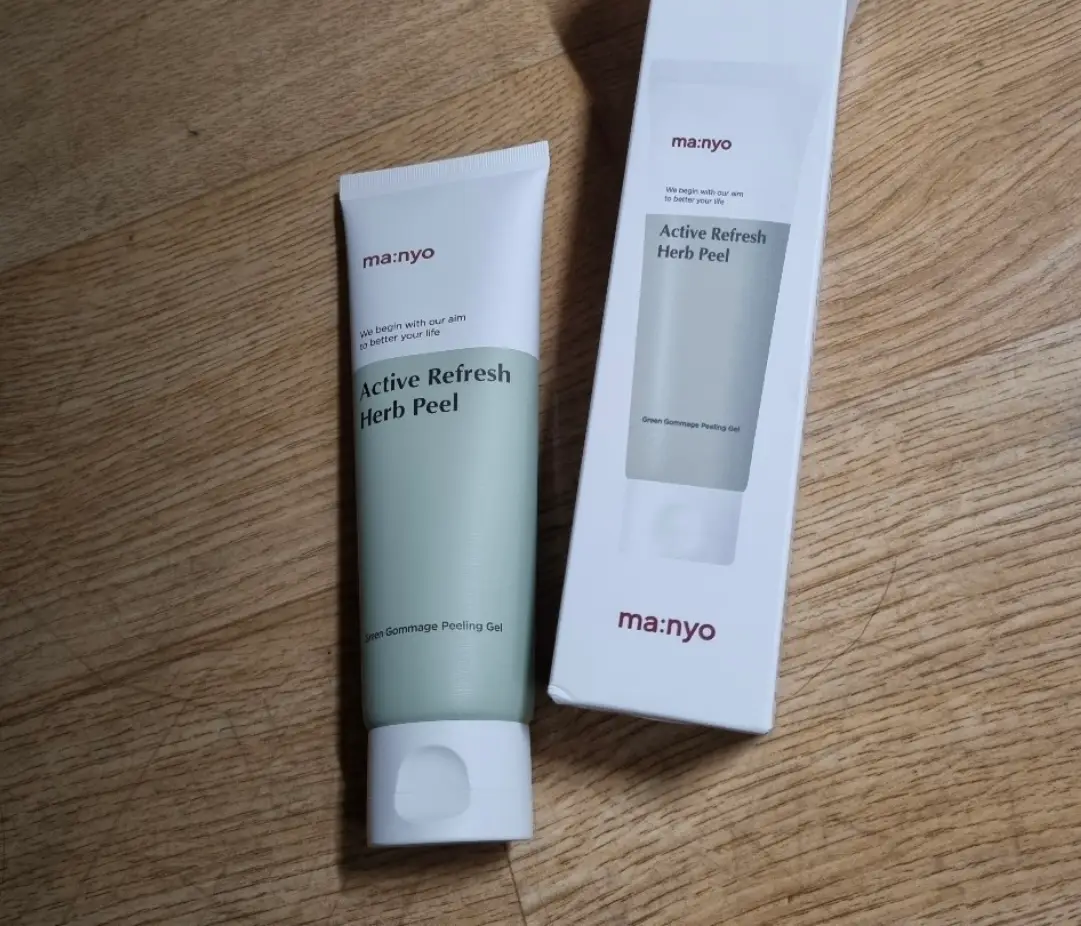 ma:nyo
We begin with our aim
to better your life
Active Refresh
Herb Peel
Green Gommage Peeling Gel
ma:nyo
We begin with our aim
to better your life
Active Refresh
Herb Peel
Green Gommage Peeling Gel
ma:nyo